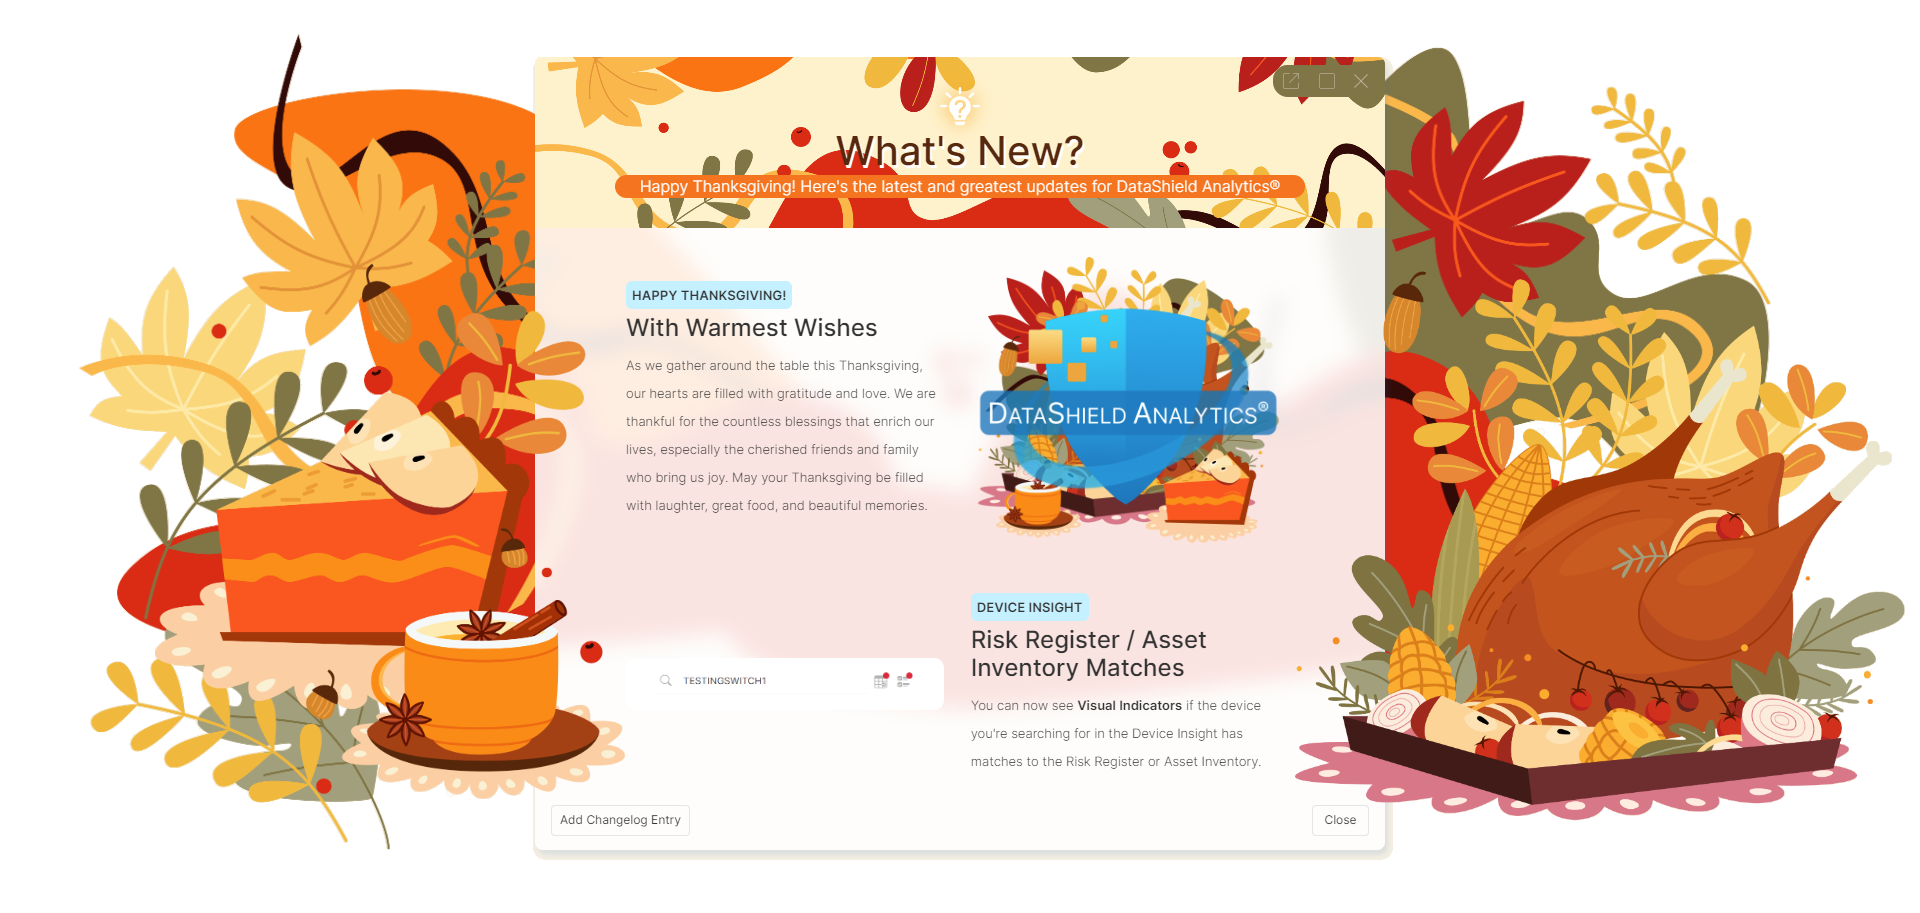 What's New?
Happy Thanksgiving! Here's the latest and greatest updates for DataShield Analytics®
HAPPY THANKSGIVING!
With Warmest Wishes
As we gather around the table this Thanksgiving,
our hearts are filled with gratitude and love. We are
thankful for the countless blessings that enrich our
lives, especially the cherished friends and family
who bring us joy. May your Thanksgiving be filled
with laughter, great food, and beautiful memories.
DATASHIELD ANALYTICS®
TESTINGSWITCH1
DEVICE INSIGHT
Risk Register / Asset
Inventory Matches
You can now see Visual Indicators if the device
you're searching for in the Device Insight has
matches to the Risk Register or Asset Inventory.
Add Changelog Entry
Close